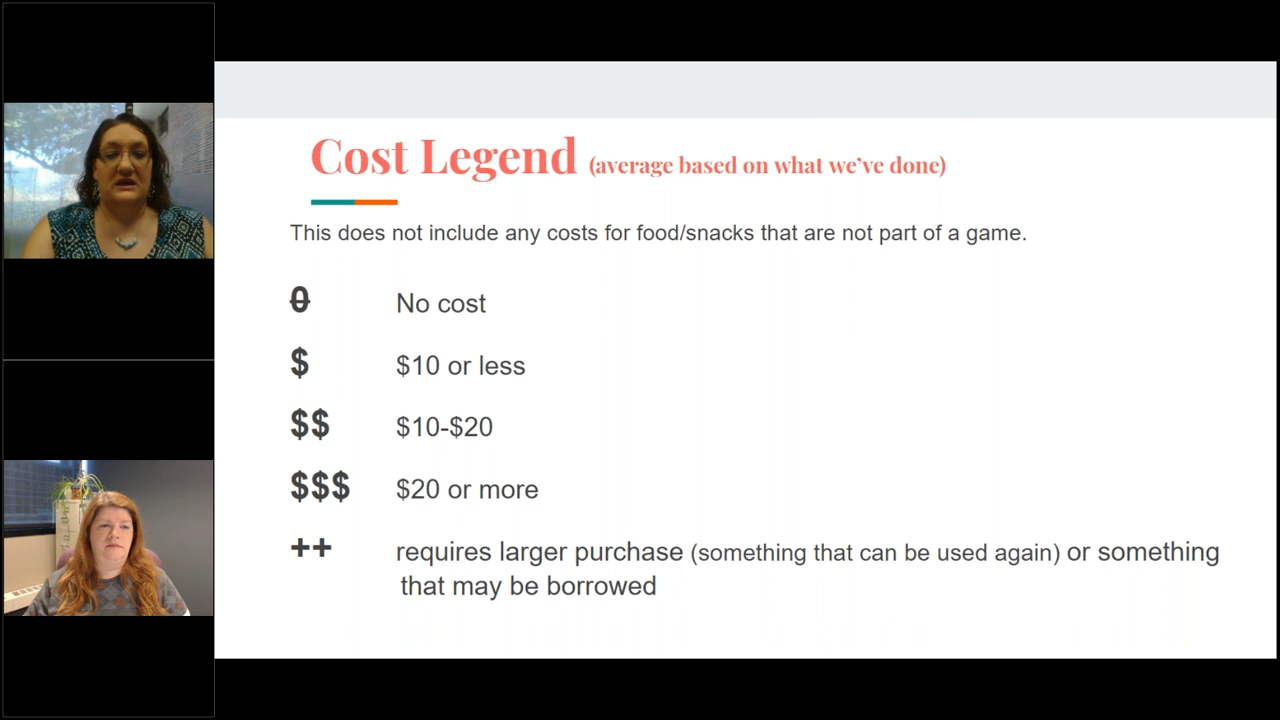 Cost Legend (average based on what we've done)
This does not include any costs for food/snacks that are not part of a game.
0 No cost
$ $10 or less
$$ $10-$20
$$$ $20 or more
++ requires larger purchase (something that can be used again) or something
that may be borrowed